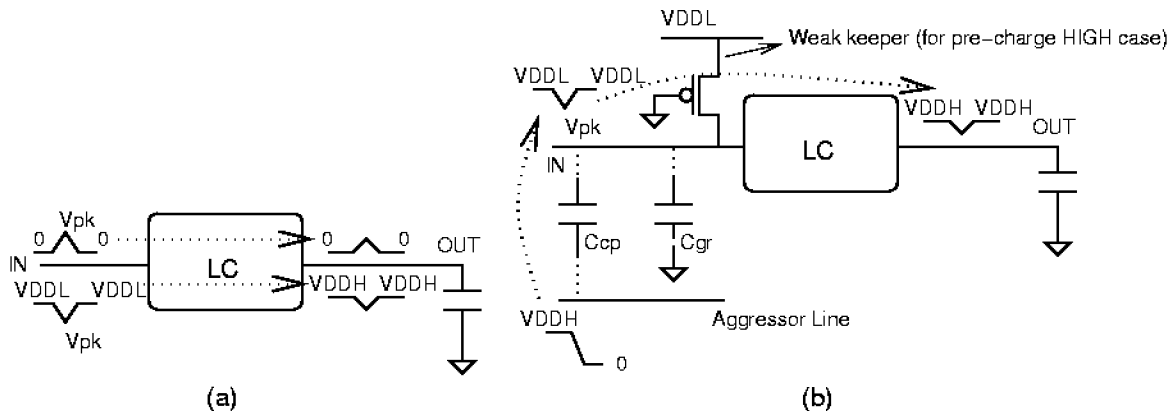 Vpk
0 0 0 0
IN LC OUT
VDDL VDDL VDDH VDDH
Vpk
(a)
VDDL
Weak keeper (for pre-charge HIGH case)
VDDL VDDL
Vpk
VDDH VDDH
IN LC OUT
Ccp Cgr
VDDH
Aggressor Line
0
(b)